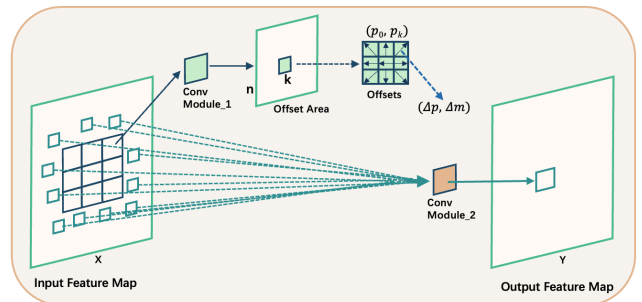 (p₀, pₖ)
Conv
Module_1
n
k
Offset Area
Offsets
(Δp, Δm)
Conv
Module_2
X
Y
Input Feature Map
Output Feature Map